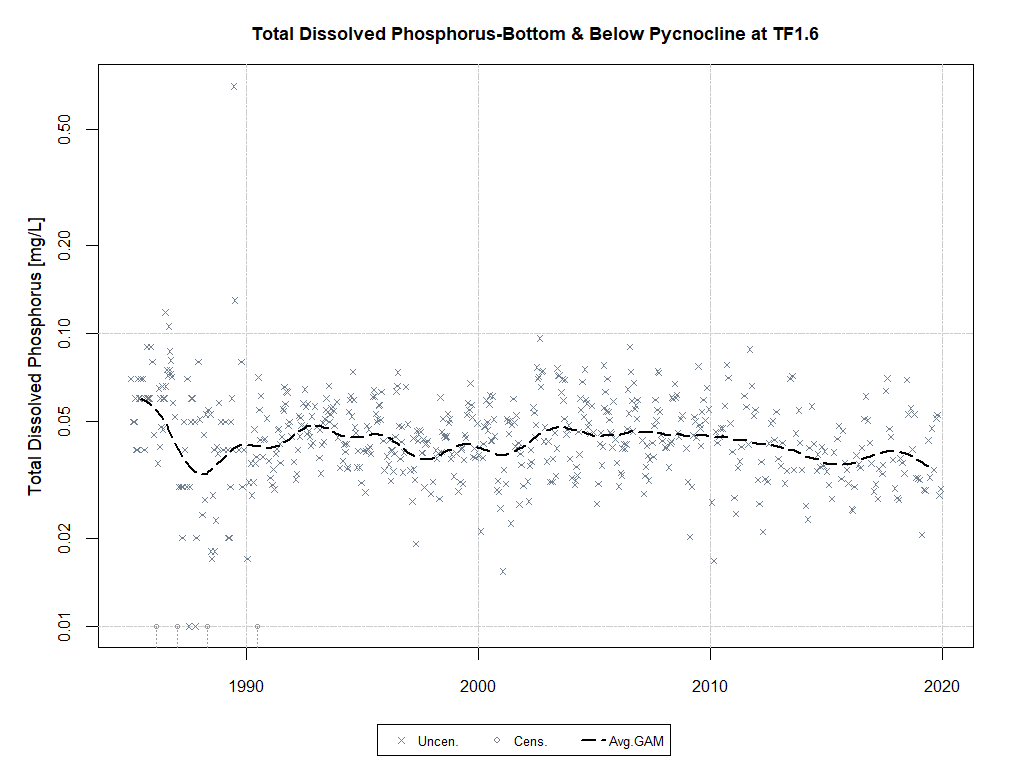 Total Dissolved Phosphorus-Bottom & Below Pycnocline at TF1.6
Total Dissolved Phosphorus [mg/L]
0.50
0.20
0.10
0.05
0.02
0.01
1990 2000 2010 2020
Uncen. Cens. Avg.GAM